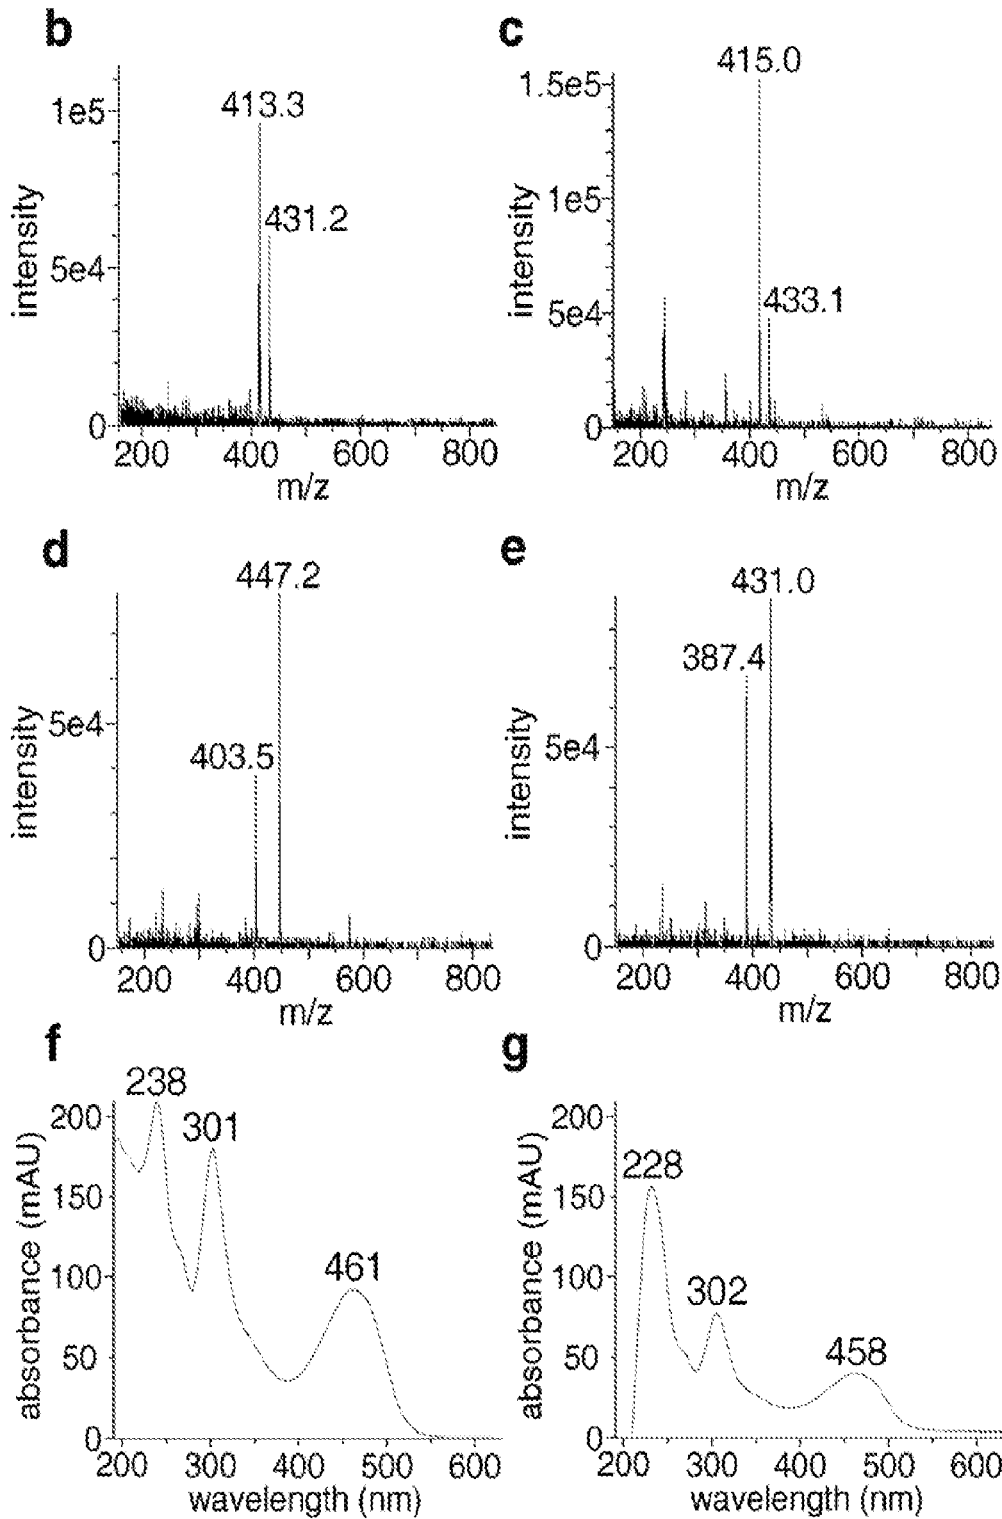 b
413.3
1e5
431.2
5e4
0
intensity
200 400 600 800
m/z
c
415.0
1.5e5
1e5
5e4
433.1
0
intensity
200 400 600 800
m/z
d
447.2
5e4
403.5
0
intensity
200 400 600 800
m/z
e
431.0
387.4
5e4
0
intensity
200 400 600 800
m/z
f
238
200
301
150
461
100
50
0
absorbance (mAU)
200 300 400 500 600
wavelength (nm)
g
200
228
150
302
100
458
50
0
absorbance (mAU)
200 300 400 500 600
wavelength (nm)